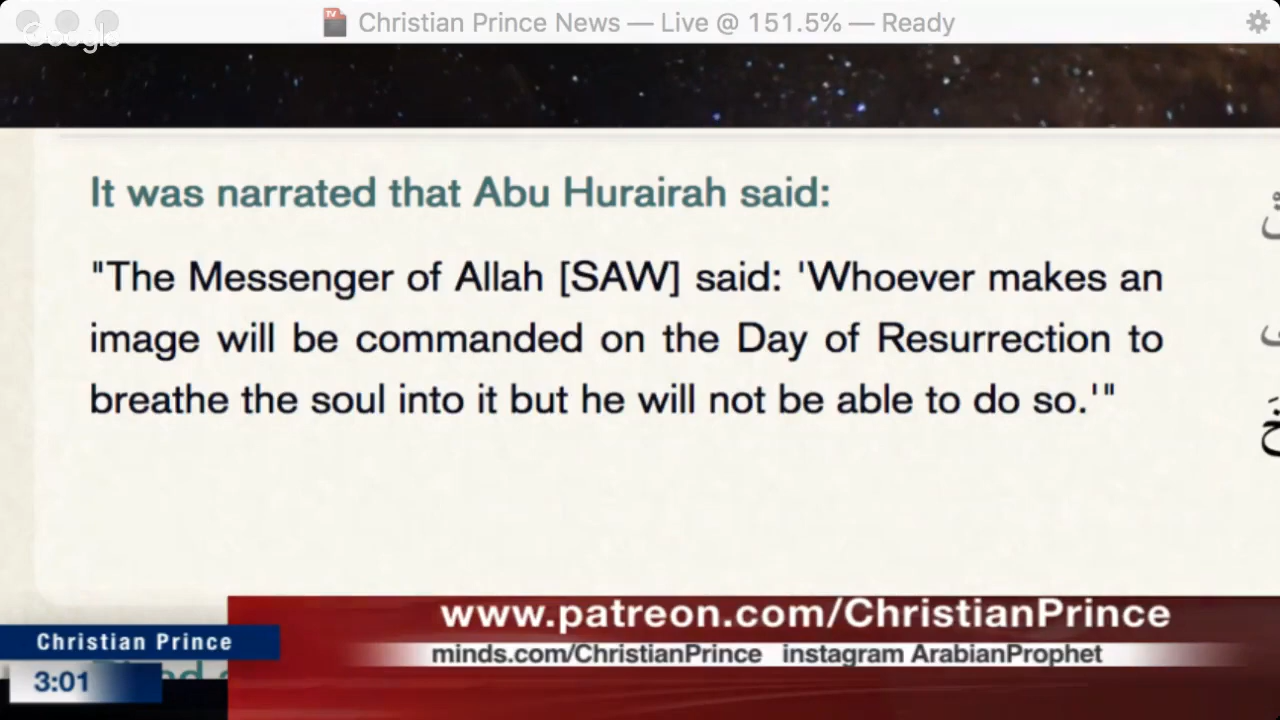 Christian Prince News — Live @ 151.5% — Ready
Google
It was narrated that Abu Hurairah said:
"The Messenger of Allah [SAW] said: 'Whoever makes an
image will be commanded on the Day of Resurrection to
breathe the soul into it but he will not be able to do so.'"
www.patreon.com/ChristianPrince
Christian Prince
minds.com/ChristianPrince instagram ArabianProphet
3:01